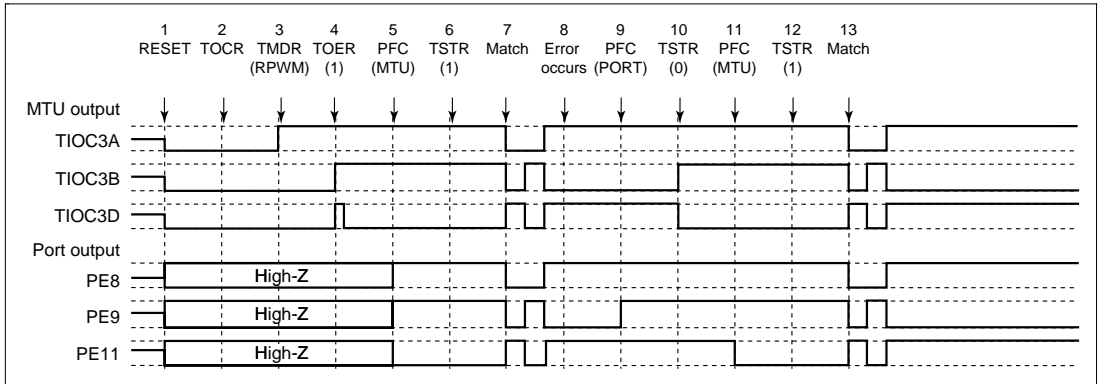 1 2 3 4 5 6 7 8 9 10 11 12 13
RESET TOCR TMDR TOER PFC TSTR Match Error PFC TSTR PFC TSTR Match
(RPWM) (1) (MTU) (1) occurs (PORT) (0) (MTU) (1)
MTU output
TIOC3A
TIOC3B
TIOC3D
Port output
PE8 High-Z
PE9 High-Z
PE11 High-Z